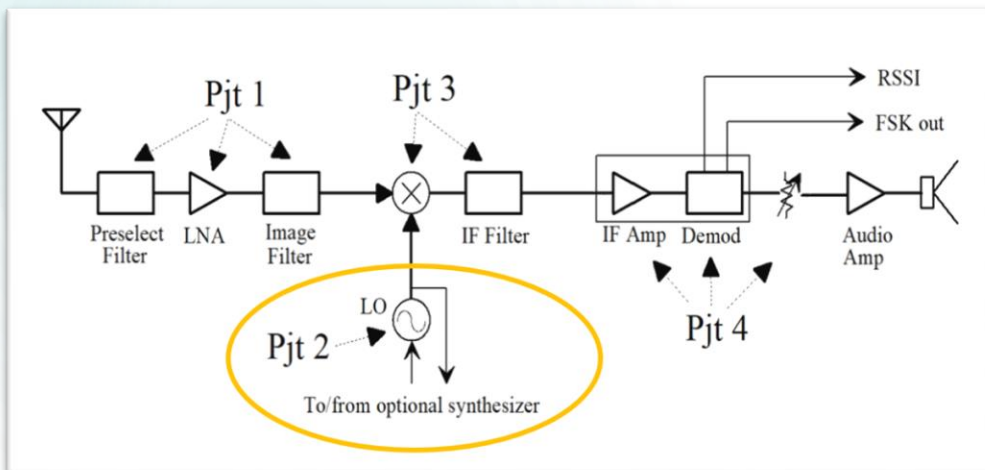 Pjt 1
Pjt 3
RSSI
FSK out
Preselect
Filter
LNA
Image
Filter
IF Filter
IF Amp
Demod
Audio
Amp
LO
Pjt 2
Pjt 4
To/from optional synthesizer